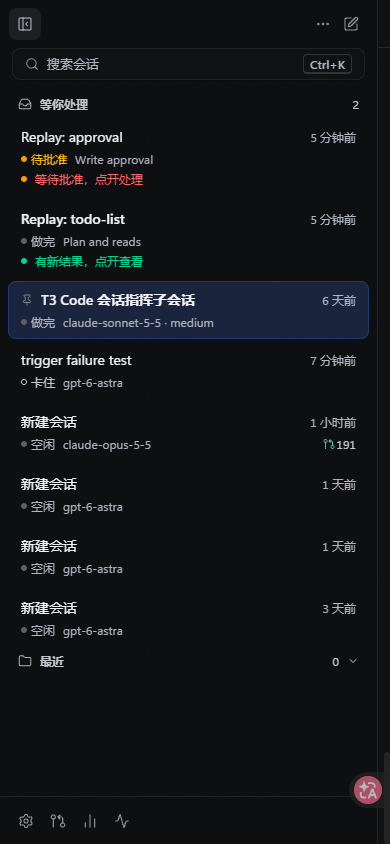 搜索会话 Ctrl+K
等你处理 2
Replay: approval 5 分钟前
待批准 Write approval
等待批准，点开处理
Replay: todo-list 5 分钟前
做完 Plan and reads
有新结果，点开查看
T3 Code 会话指挥子会话 6 天前
做完 claude-sonnet-5-5 · medium
trigger failure test 7 分钟前
卡住 gpt-6-astra
新建会话 1 小时前
空闲 claude-opus-5-5 191
新建会话 1 天前
空闲 gpt-6-astra
新建会话 1 天前
空闲 gpt-6-astra
新建会话 3 天前
空闲 gpt-6-astra
最近 0
A